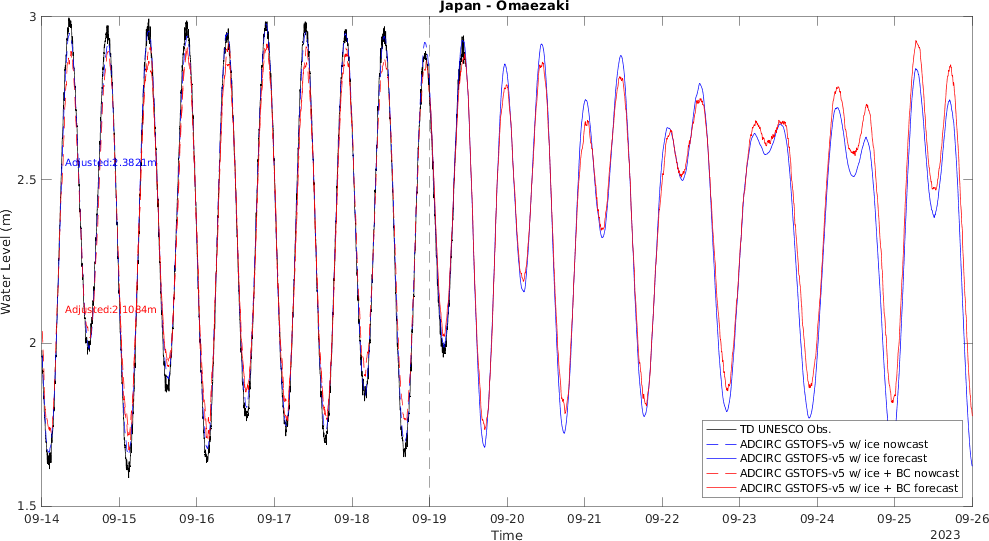 Japan - Omaezaki
3
2.5
2
1.5
Water Level (m)
Adjusted:2.3821m
Adjusted:2.1084m
TD UNESCO Obs.
ADCIRC GSTOFS-v5 w/ ice nowcast
ADCIRC GSTOFS-v5 w/ ice forecast
ADCIRC GSTOFS-v5 w/ ice + BC nowcast
ADCIRC GSTOFS-v5 w/ ice + BC forecast
09-14 09-15 09-16 09-17 09-18 09-19 09-20 09-21 09-22 09-23 09-24 09-25 09-26
Time
2023